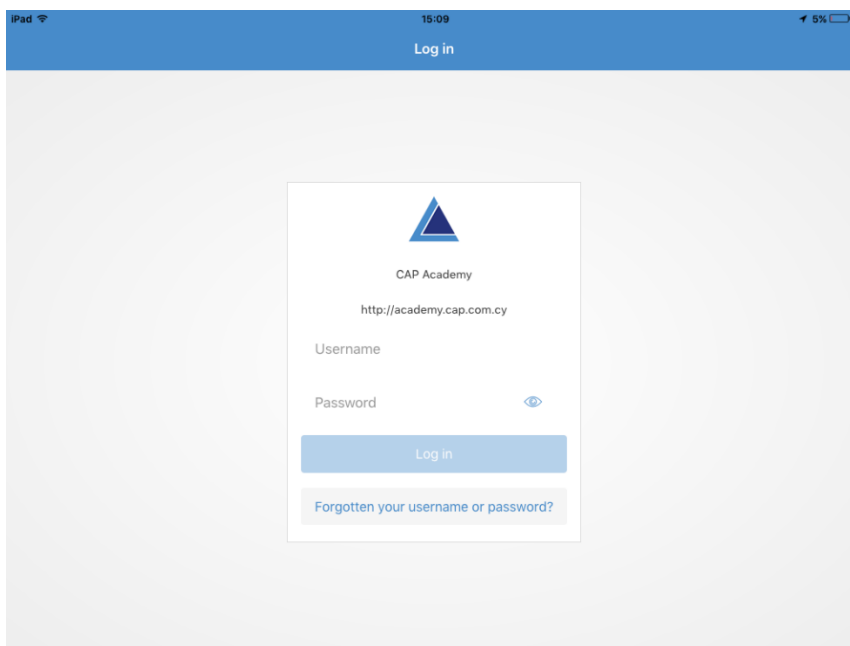 iPad 15:09 5%
Log in
CAP Academy
http://academy.cap.com.cy
Username
Password
Log in
Forgotten your username or password?